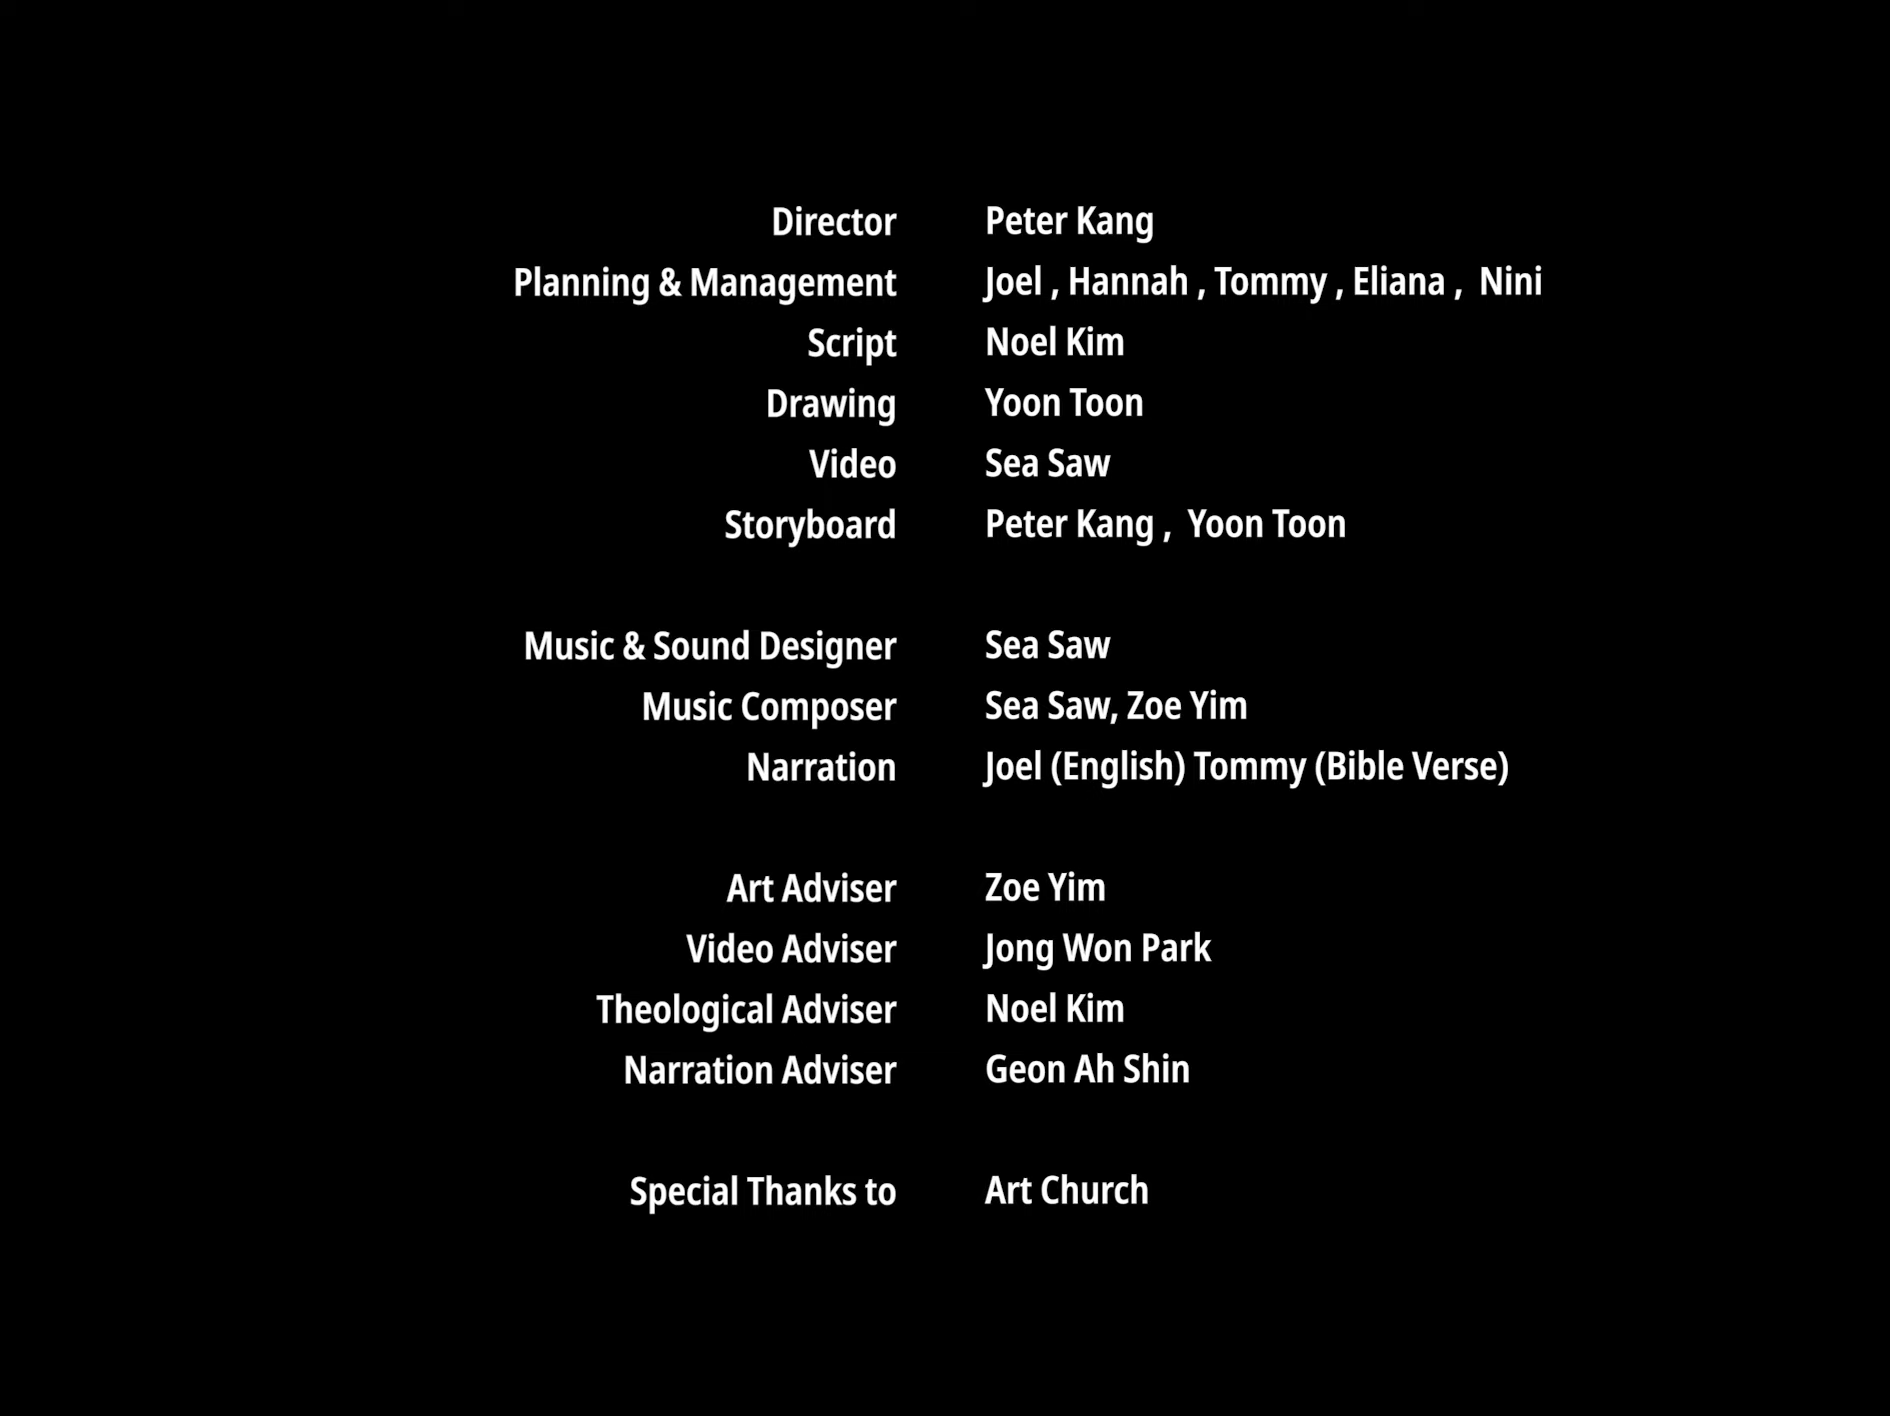 Director Peter Kang
Planning & Management Joel , Hannah , Tommy , Eliana ,  Nini
Script Noel Kim
Drawing Yoon Toon
Video Sea Saw
Storyboard Peter Kang ,  Yoon Toon
Music & Sound Designer Sea Saw
Music Composer Sea Saw, Zoe Yim
Narration Joel (English) Tommy (Bible Verse)
Art Adviser Zoe Yim
Video Adviser Jong Won Park
Theological Adviser Noel Kim
Narration Adviser Geon Ah Shin
Special Thanks to Art Church